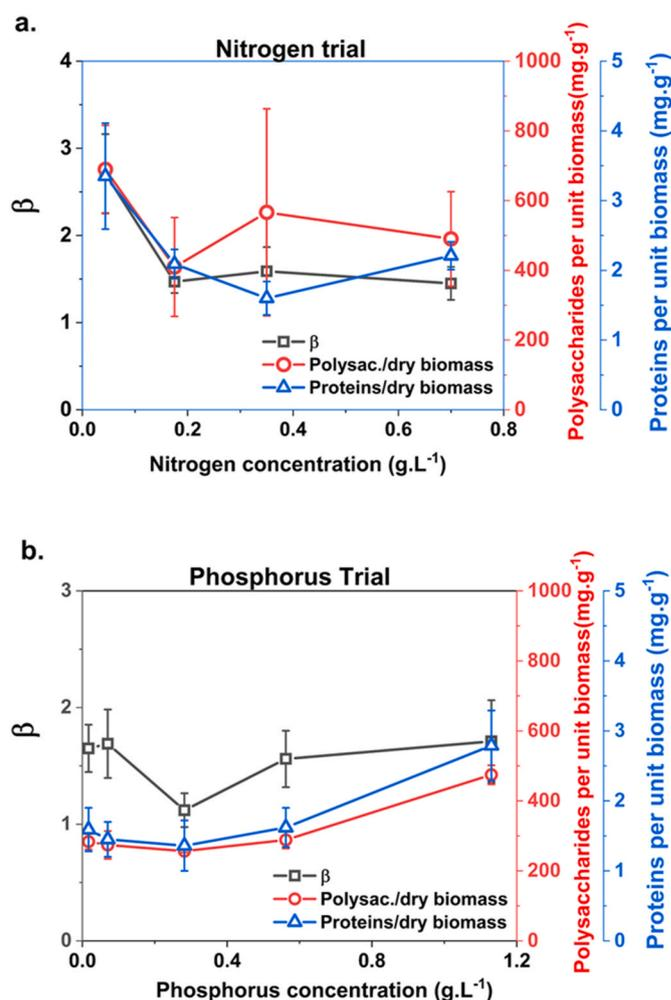 a.
Nitrogen trial
4
3
2
1
0
β
1000
800
600
400
200
0
Polysaccharides per unit biomass(mg.g-1)
5
4
3
2
1
0
Proteins per unit biomass (mg.g-1)
β
Polysac./dry biomass
Proteins/dry biomass
0.0 0.2 0.4 0.6 0.8
Nitrogen concentration (g.L-1)
b.
Phosphorus Trial
3
2
1
0
β
1000
800
600
400
200
0
Polysaccharides per unit biomass(mg.g-1)
5
4
3
2
1
0
Proteins per unit biomass (mg.g-1)
β
Polysac./dry biomass
Proteins/dry biomass
0.0 0.4 0.8 1.2
Phosphorus concentration (g.L-1)